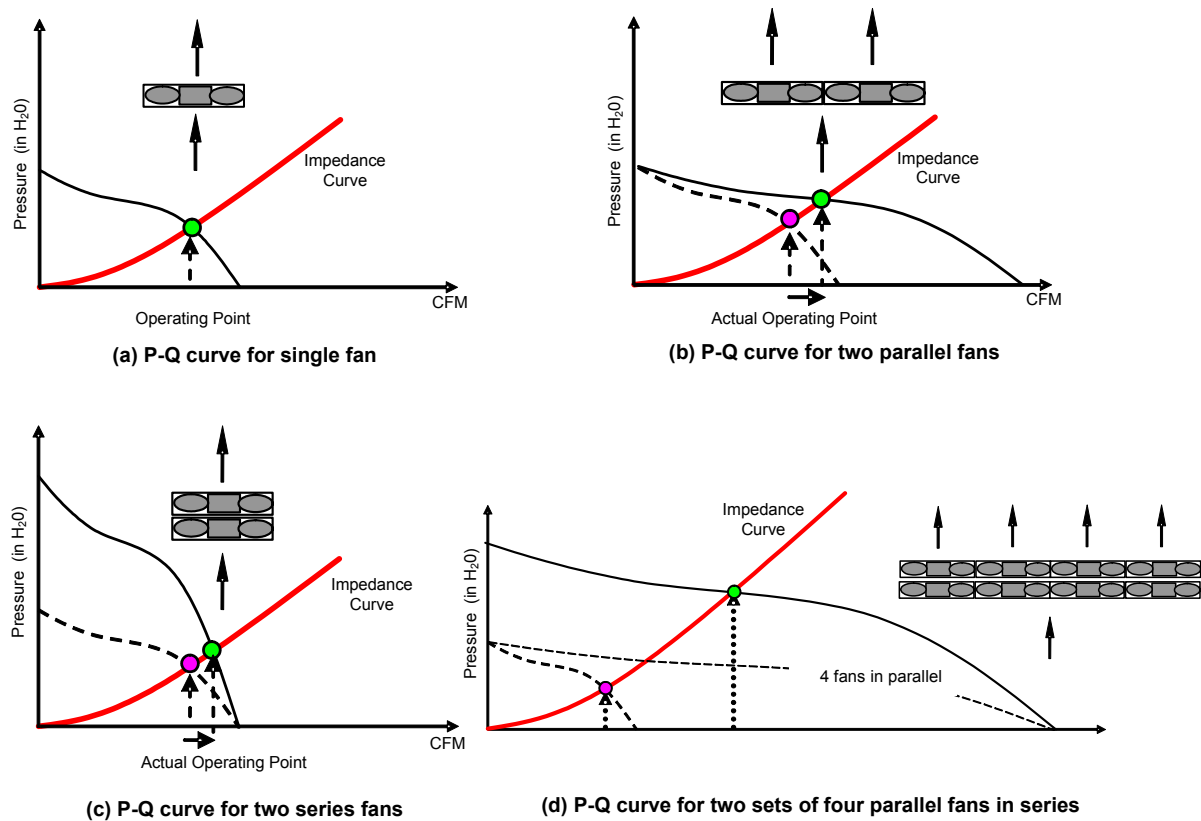 Pressure (in H₂0)
Impedance
Curve
CFM
Operating Point
(a) P-Q curve for single fan
Pressure (in H₂0)
Impedance
Curve
CFM
Actual Operating Point
(b) P-Q curve for two parallel fans
Pressure (in H₂0)
Impedance
Curve
CFM
Actual Operating Point
(c) P-Q curve for two series fans
Pressure (in H₂0)
Impedance
Curve
4 fans in parallel
(d) P-Q curve for two sets of four parallel fans in series